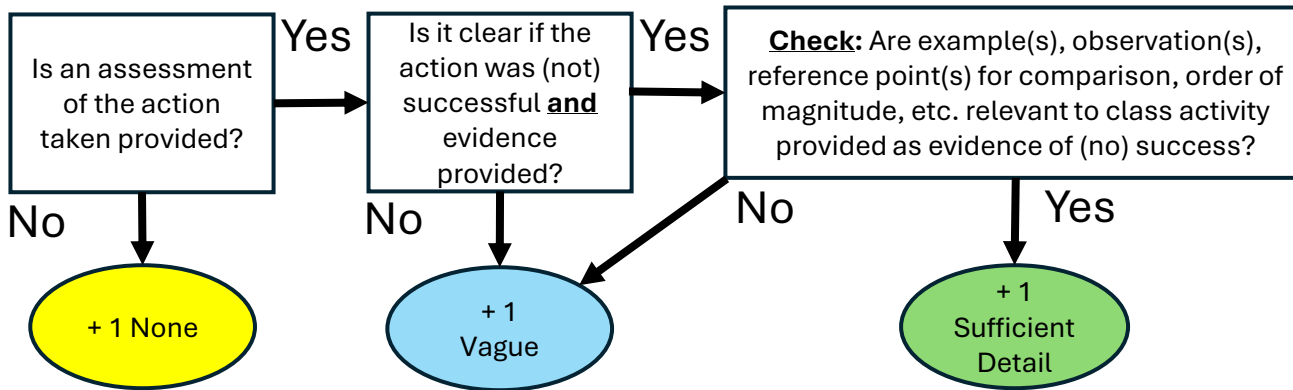 Is an assessment
of the action
taken provided?
Yes
Is it clear if the
action was (not)
successful and
evidence
provided?
Yes
Check: Are example(s), observation(s),
reference point(s) for comparison, order of
magnitude, etc. relevant to class activity
provided as evidence of (no) success?
No
No
No
Yes
+ 1 None
+ 1
Vague
+ 1
Sufficient
Detail